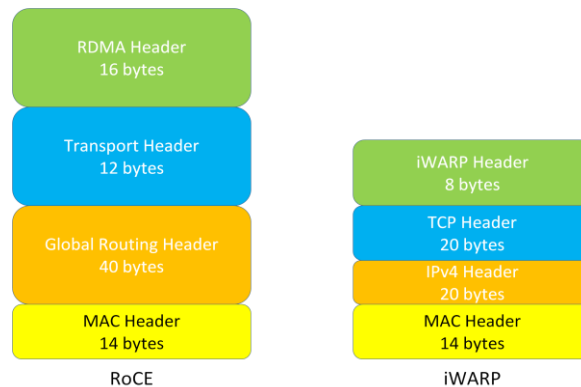 RDMA Header
16 bytes
Transport Header
12 bytes
Global Routing Header
40 bytes
MAC Header
14 bytes
RoCE
iWARP Header
8 bytes
TCP Header
20 bytes
IPv4 Header
20 bytes
MAC Header
14 bytes
iWARP